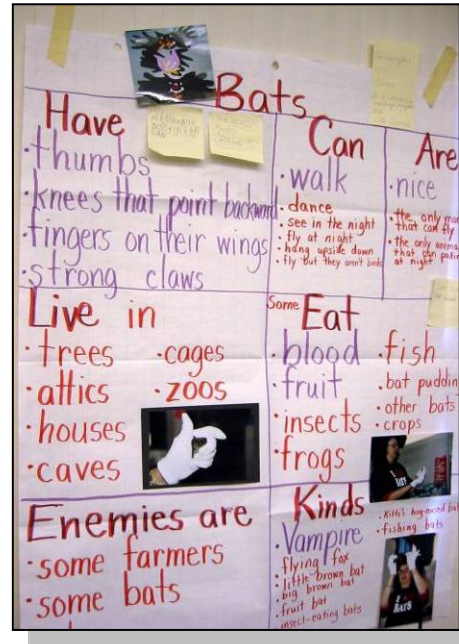 Bats
Have
·thumbs
·knees that point backward
·fingers on their wings
·strong claws
Can
·walk
·dance
·see in the night
·fly at night
·hang upside down
·fly but they aren't birds
Are
·nice
·the only
that can fly
·the only
that can
at night
Live in
·trees
·attics
·houses
·caves
·cages
·zoos
Some Eat
·blood
·fruit
·insects
·frogs
·fish
·bat
·other bats
·crops
Enemies are
·some farmers
·some bats
Kinds
·Vampire
·flying fox
·little brown bat
·big brown bat
·fruit bat
·insect-eating bats
·Kitti's hog-nosed bat
·fishing bats
I
BATS